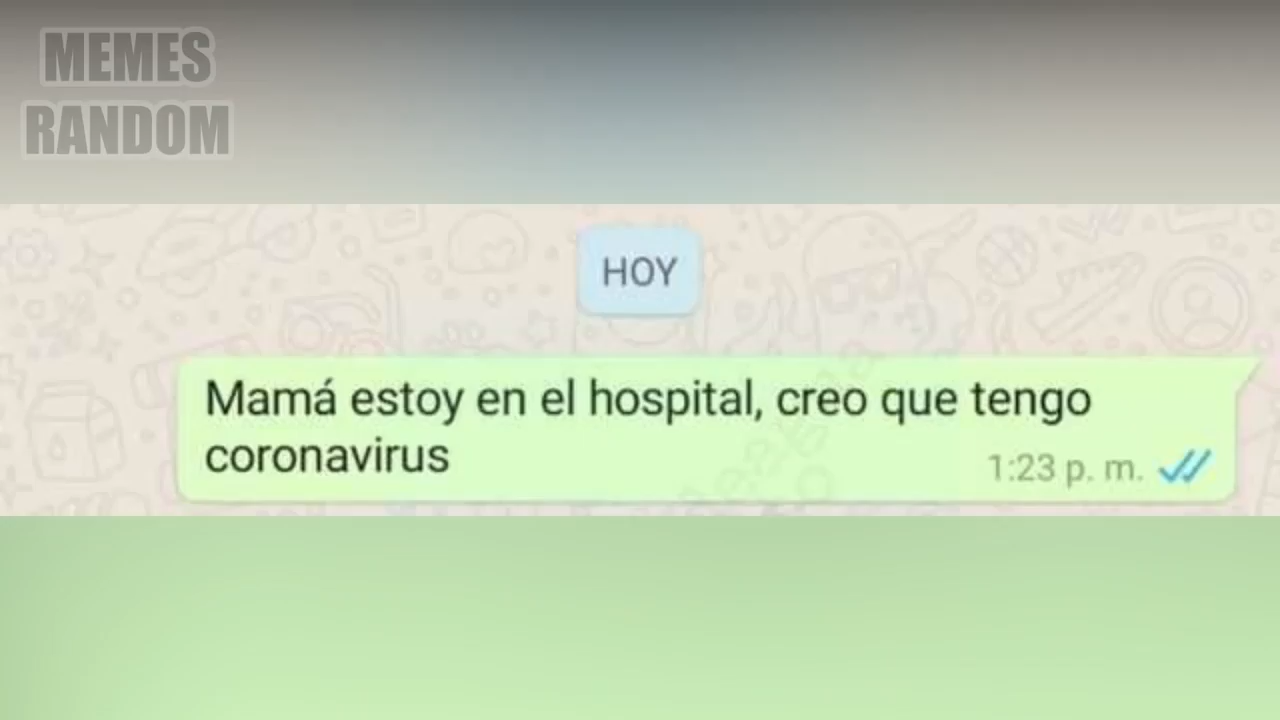 MEMES
RANDOM
HOY
Mamá estoy en el hospital, creo que tengo
coronavirus
1:23 p. m.